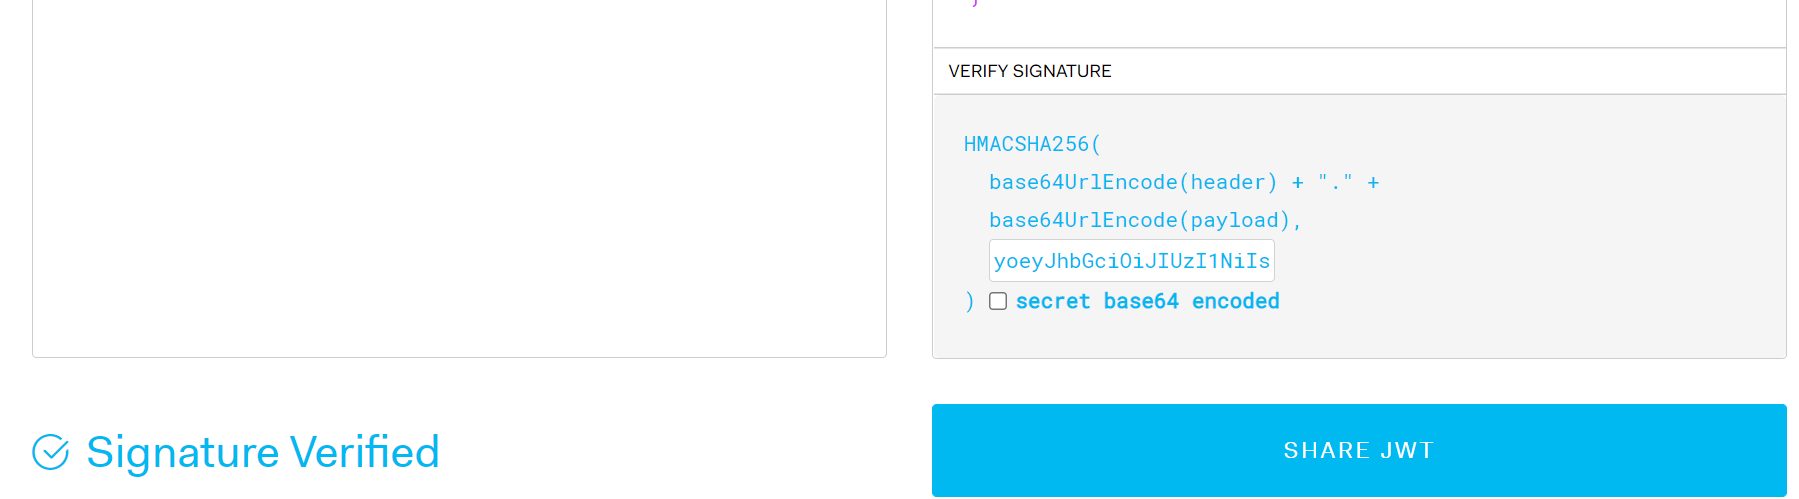 }
VERIFY SIGNATURE
HMACSHA256(
base64UrlEncode(header) + "." +
base64UrlEncode(payload),
yoeyJhbGciOiJIUzI1NiIs
) secret base64 encoded
Signature Verified
SHARE JWT